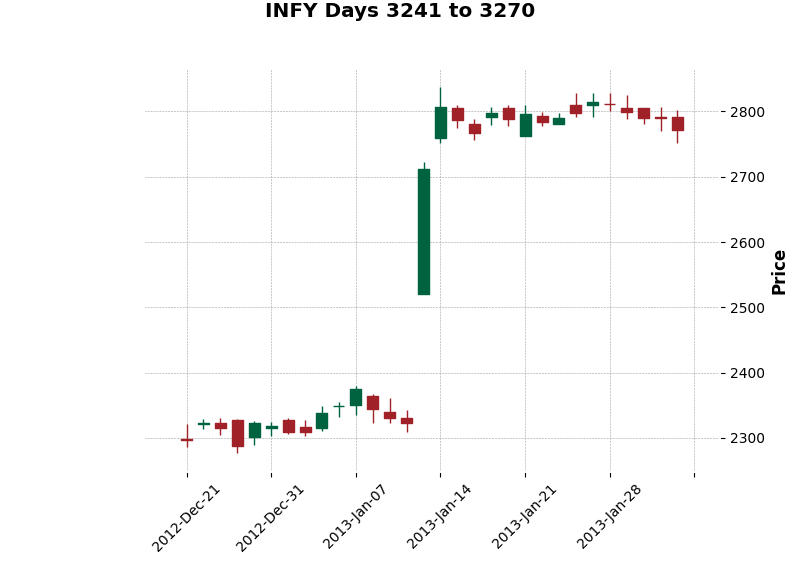 INFY Days 3241 to 3270
2800
2700
2600
2500
2400
2300
Price
2012-Dec-21
2012-Dec-31
2013-Jan-07
2013-Jan-14
2013-Jan-21
2013-Jan-28